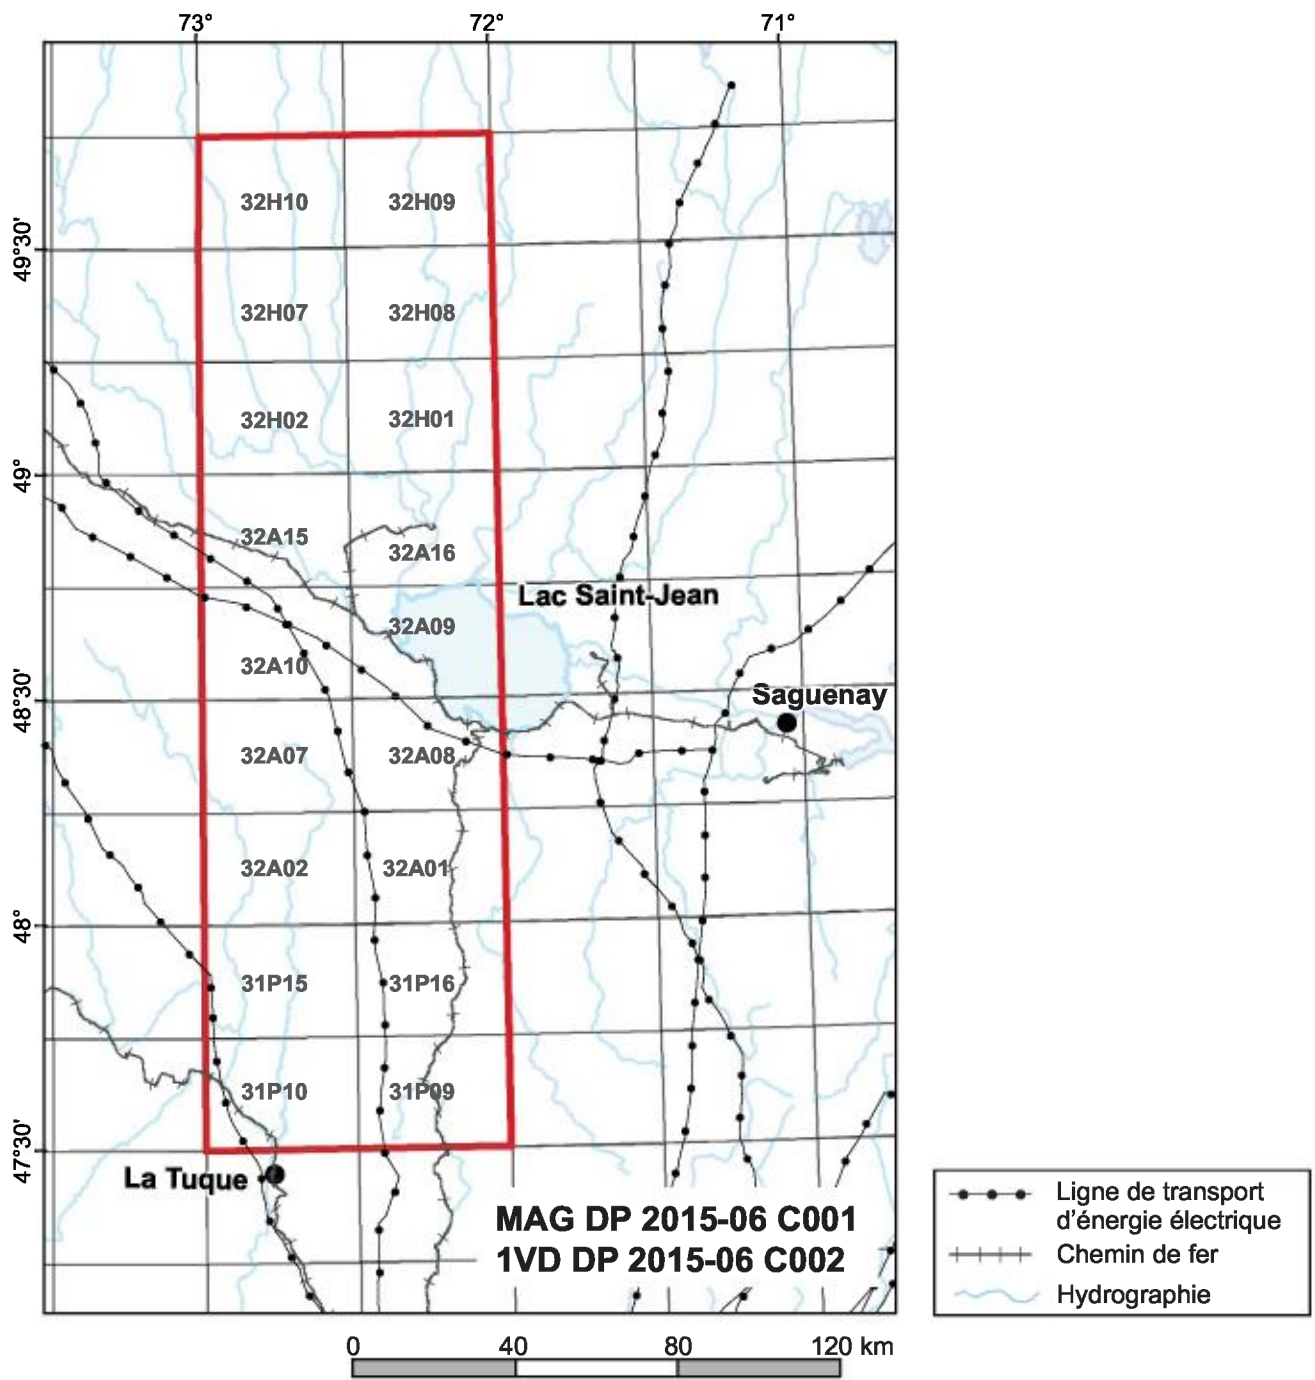 73° 72° 71°
32H10 32H09
49°30'
32H07 32H08
32H02 32H01
49°
32A15
32A16
Lac Saint-Jean
32A09
32A10
48°30'
Saguenay
32A07 32A08
32A02 32A01
48°
31P15 31P16
31P10 31P09
47°30'
La Tuque
MAG DP 2015-06 C001
1VD DP 2015-06 C002
Ligne de transport
d'énergie électrique
Chemin de fer
Hydrographie
0 40 80 120 km